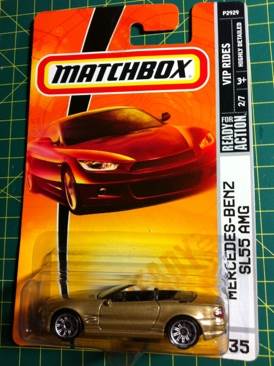 MATCHBOX
P2929
VIP RIDES
HIGHLY DETAILED
3+
2/7
READY FOR ACTION
MERCEDES-BENZ
SL55 AMG
35